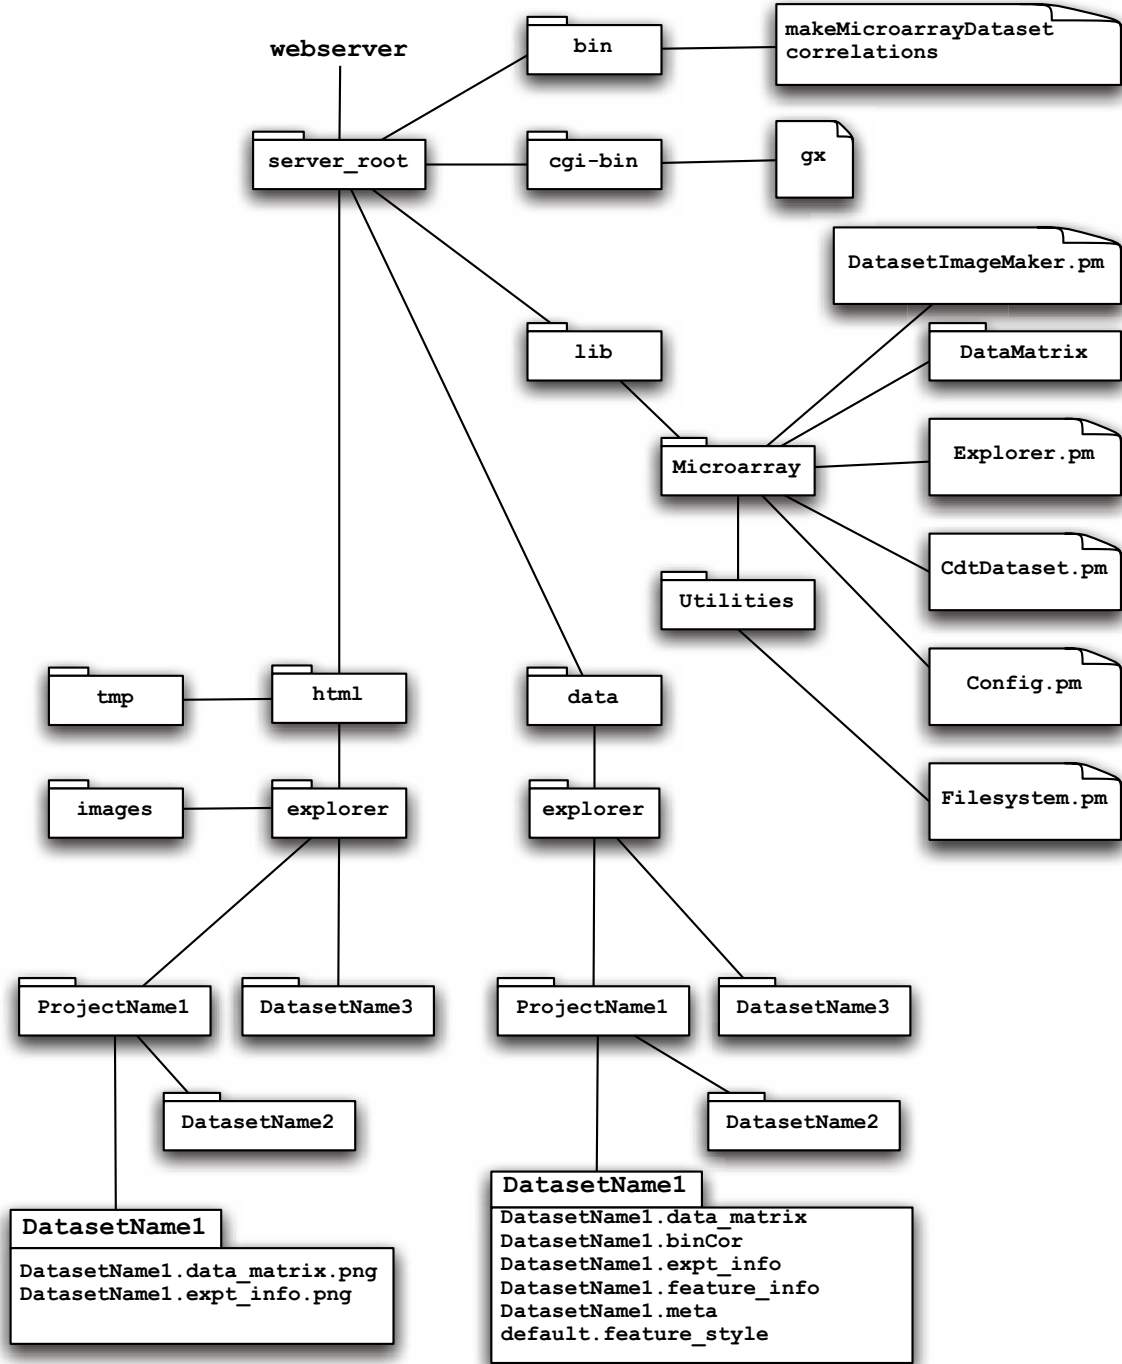 webserver
bin
makeMicroarrayDataset
correlations
server_root
cgi-bin
gx
DatasetImageMaker.pm
lib
DataMatrix
Microarray
Explorer.pm
CdtDataset.pm
Utilities
Config.pm
tmp
html
data
Filesystem.pm
images
explorer
explorer
ProjectName1
DatasetName3
ProjectName1
DatasetName3
DatasetName2
DatasetName2
DatasetName1
DatasetName1.data_matrix.png
DatasetName1.expt_info.png
DatasetName1
DatasetName1.data_matrix
DatasetName1.binCor
DatasetName1.expt_info
DatasetName1.feature_info
DatasetName1.meta
default.feature_style